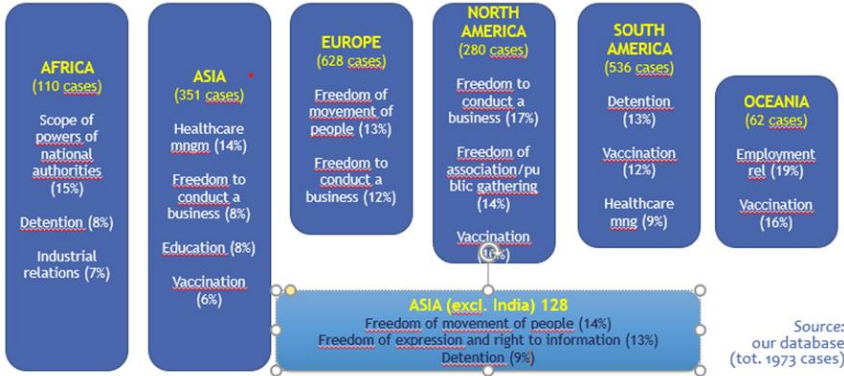 AFRICA
(110 cases)
Scope of
powers of
national
authorities
(15%)
Detention (8%)
Industrial
relations (7%)
ASIA
(351 cases)
Healthcare
mngm (14%)
Freedom to
conduct a
business (8%)
Education (8%)
Vaccination
(6%)
EUROPE
(628 cases)
Freedom of
movement of
people (13%)
Freedom to
conduct a
business (12%)
NORTH
AMERICA
(280 cases)
Freedom to
conduct a
business (17%)
Freedom of
association/pu
blic gathering
(14%)
Vaccination
SOUTH
AMERICA
(536 cases)
Detention
(13%)
Vaccination
(12%)
Healthcare
mng (9%)
OCEANIA
(62 cases)
Employment
rel (19%)
Vaccination
(16%)
ASIA (excl. India) 128
Freedom of movement of people (14%)
Freedom of expression and right to information (13%)
Detention (9%)
Source:
our database
(tot. 1973 cases)